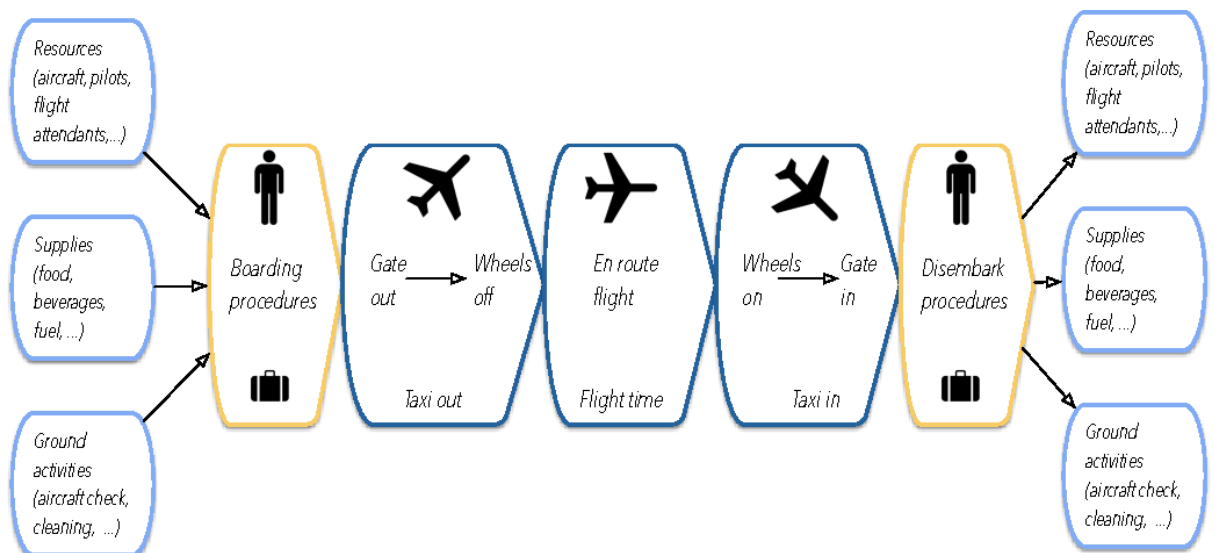 Resources
(aircraft, pilots,
flight
attendants,...)
Supplies
(food,
beverages,
fuel, ...)
Ground
activities
(aircraft check,
cleaning, ...)
Boarding
procedures
Gate
out
Wheels
off
Taxi out
En route
flight
Flight time
Wheels
on
Gate
in
Taxi in
Disembark
procedures
Resources
(aircraft, pilots,
flight
attendants,...)
Supplies
(food,
beverages,
fuel, ...)
Ground
activities
(aircraft check,
cleaning, ...)